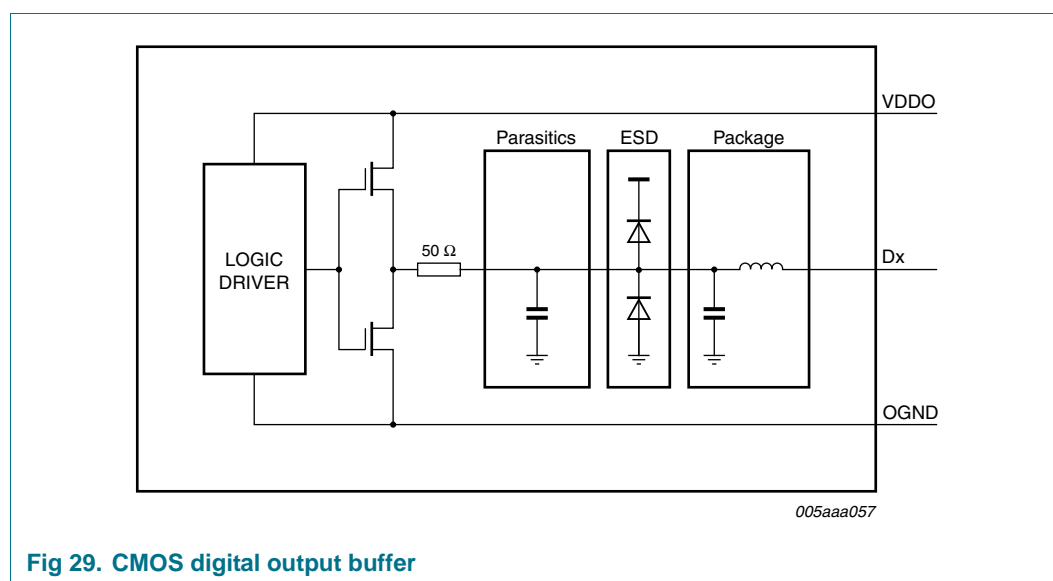 VDDO
Parasitics ESD Package
50 Ω
LOGIC
DRIVER
Dx
OGND
005aaa057
Fig 29. CMOS digital output buffer